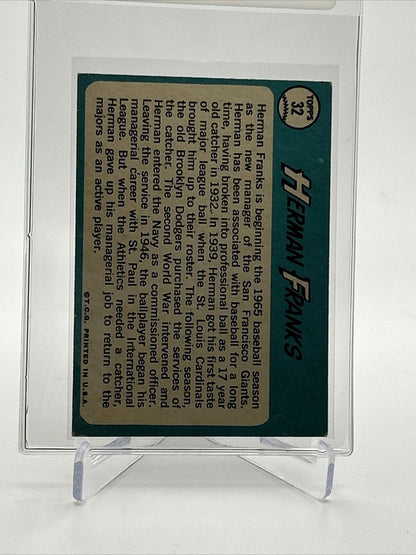 TOPPS
32
HERMAN FRANKS
Herman Franks is beginning the 1965 baseball season
as the new manager of the San Francisco Giants.
Herman has been associated with baseball for a long
time, having broken into professional ball as a 17 year
old catcher in 1932. In 1939, Herman got his first taste
of major league ball when the St. Louis Cardinals
brought him up to their roster. The following season,
the old Brooklyn Dodgers purchased the services of
the catcher. The second World War intervened and
Herman entered the Navy as a commissioned officer.
Leaving the service in 1946, the ballplayer began his
managerial career with St. Paul in the International
League. But when the Athletics needed a catcher,
Herman gave up his managerial job to return to the
majors as an active player.
©T.C.G. PRINTED IN U.S.A.